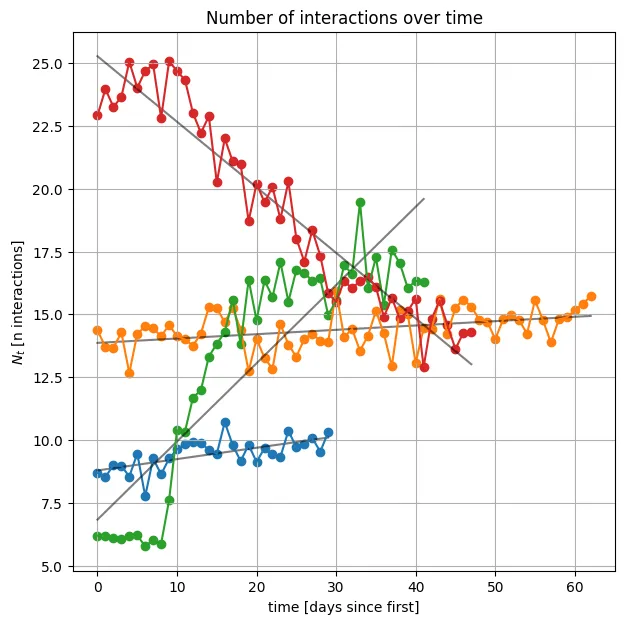 Number of interactions over time
N_t [n interactions]
25.0
22.5
20.0
17.5
15.0
12.5
10.0
7.5
5.0
0 10 20 30 40 50 60
time [days since first]